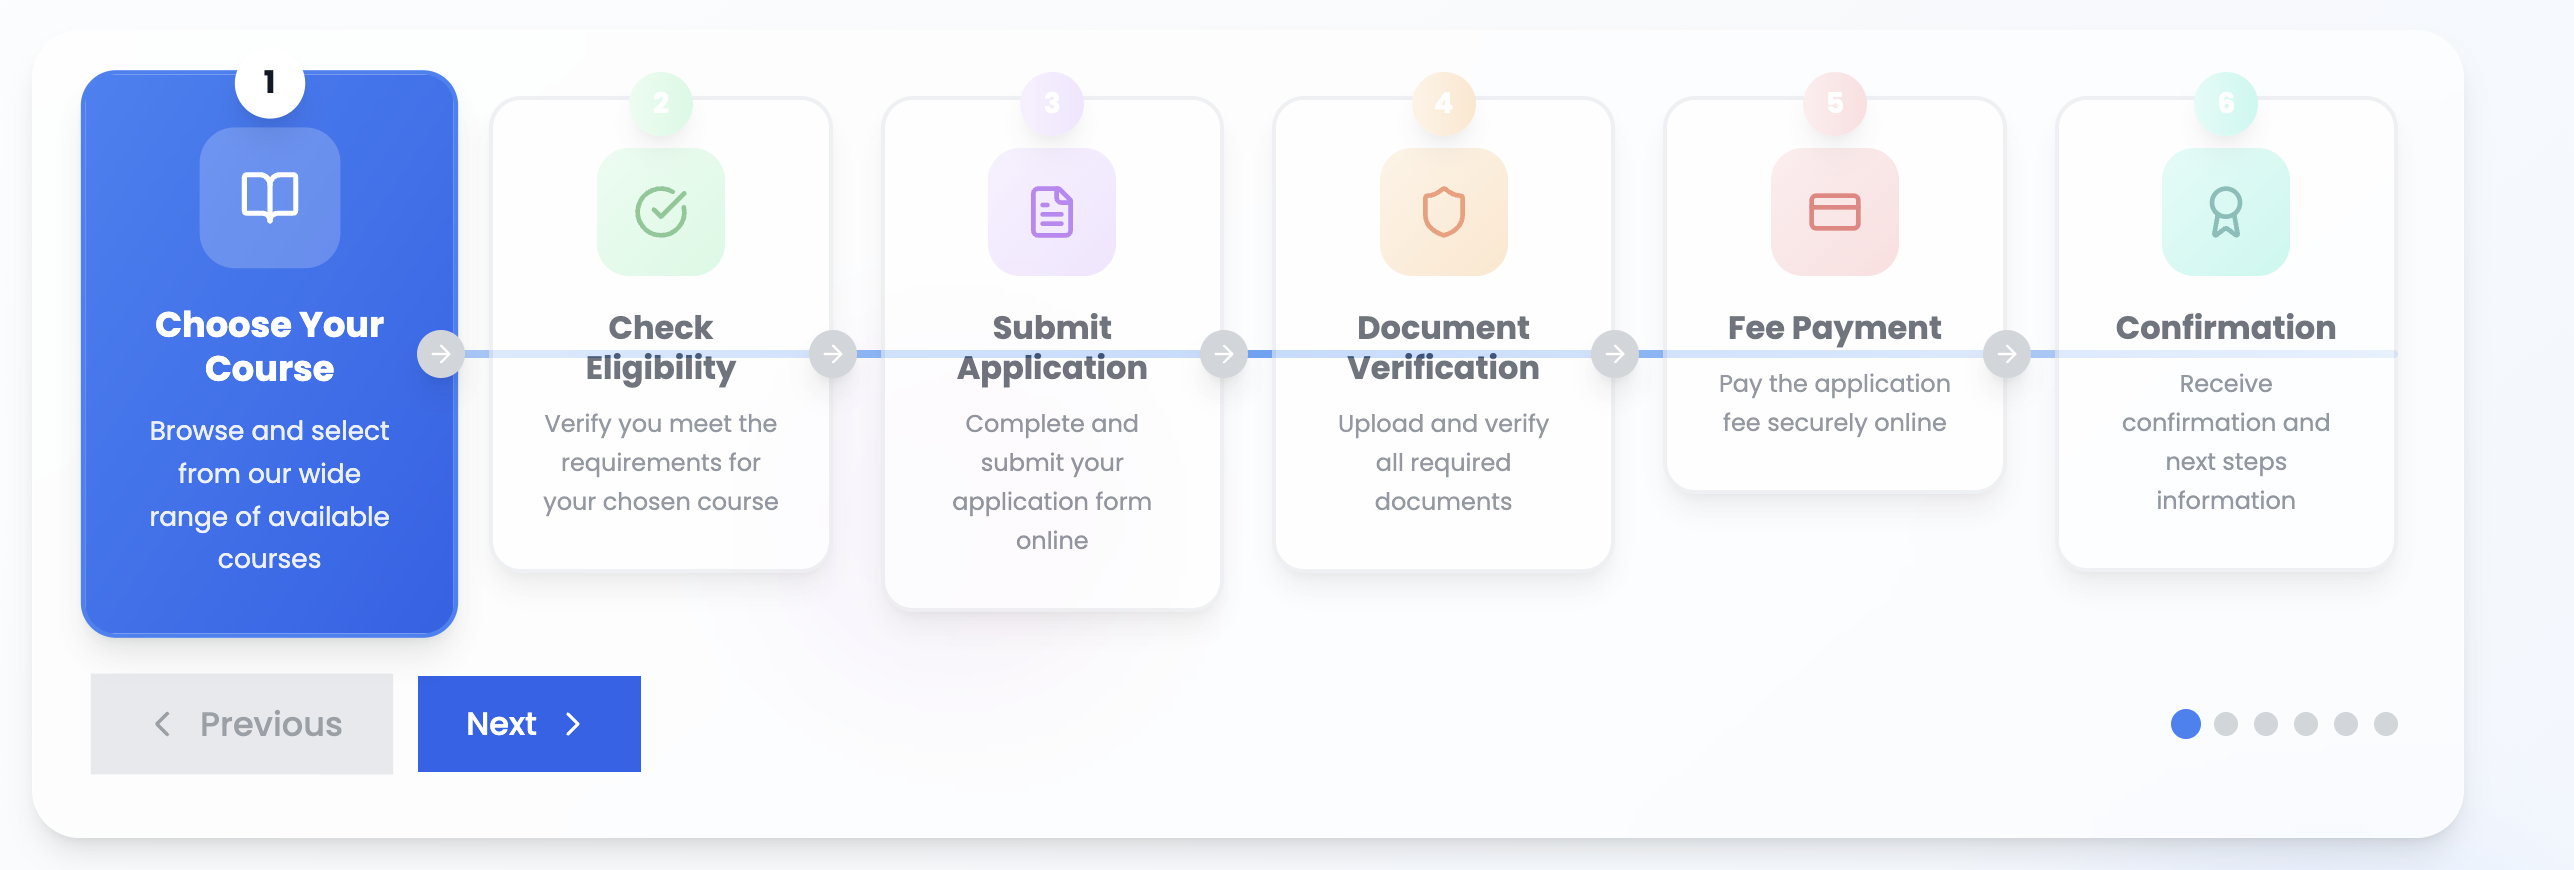 1
Choose Your
Course
Browse and select
from our wide
range of available
courses
2
Check
Eligibility
Verify you meet the
requirements for
your chosen course
3
Submit
Application
Complete and
submit your
application form
online
4
Document
Verification
Upload and verify
all required
documents
5
Fee Payment
Pay the application
fee securely online
6
Confirmation
Receive
confirmation and
next steps
information
Previous
Next